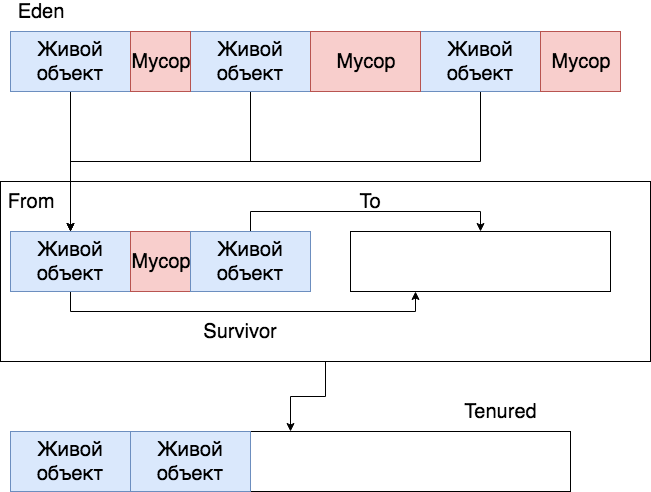 Eden
Живой объект Мусор Живой объект Мусор Живой объект Мусор
From To
Живой объект Мусор Живой объект
Survivor
Tenured
Живой объект Живой объект